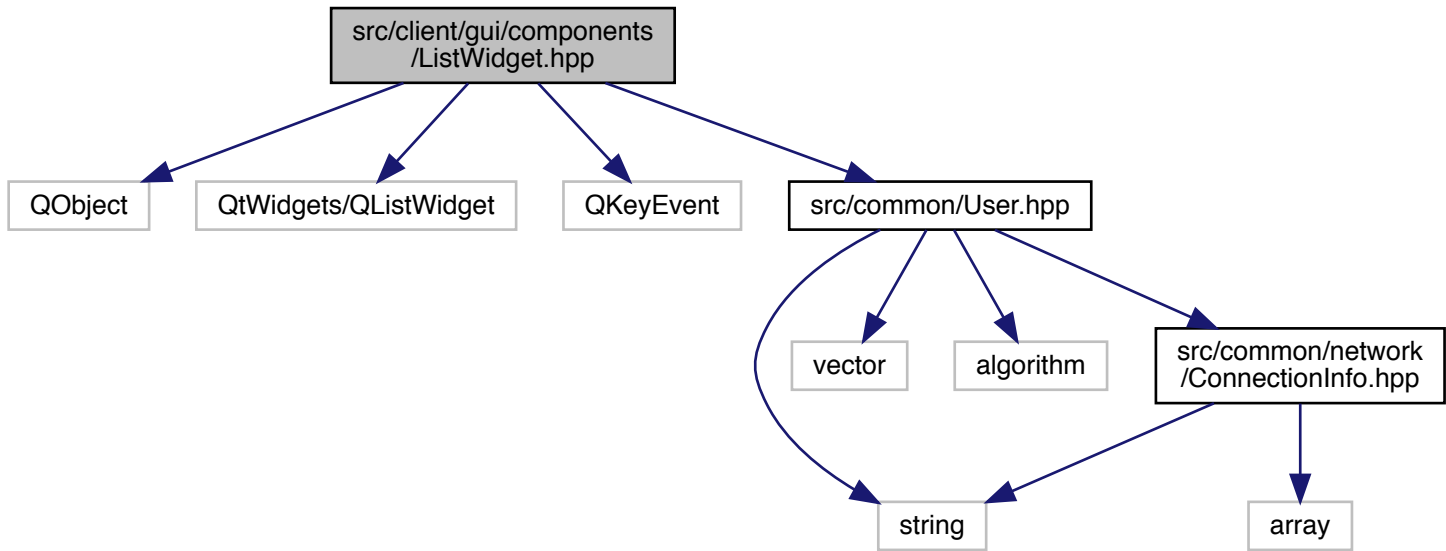 src/client/gui/components
/ListWidget.hpp
QObject
QtWidgets/QListWidget
QKeyEvent
src/common/User.hpp
vector
algorithm
src/common/network
/ConnectionInfo.hpp
string
array